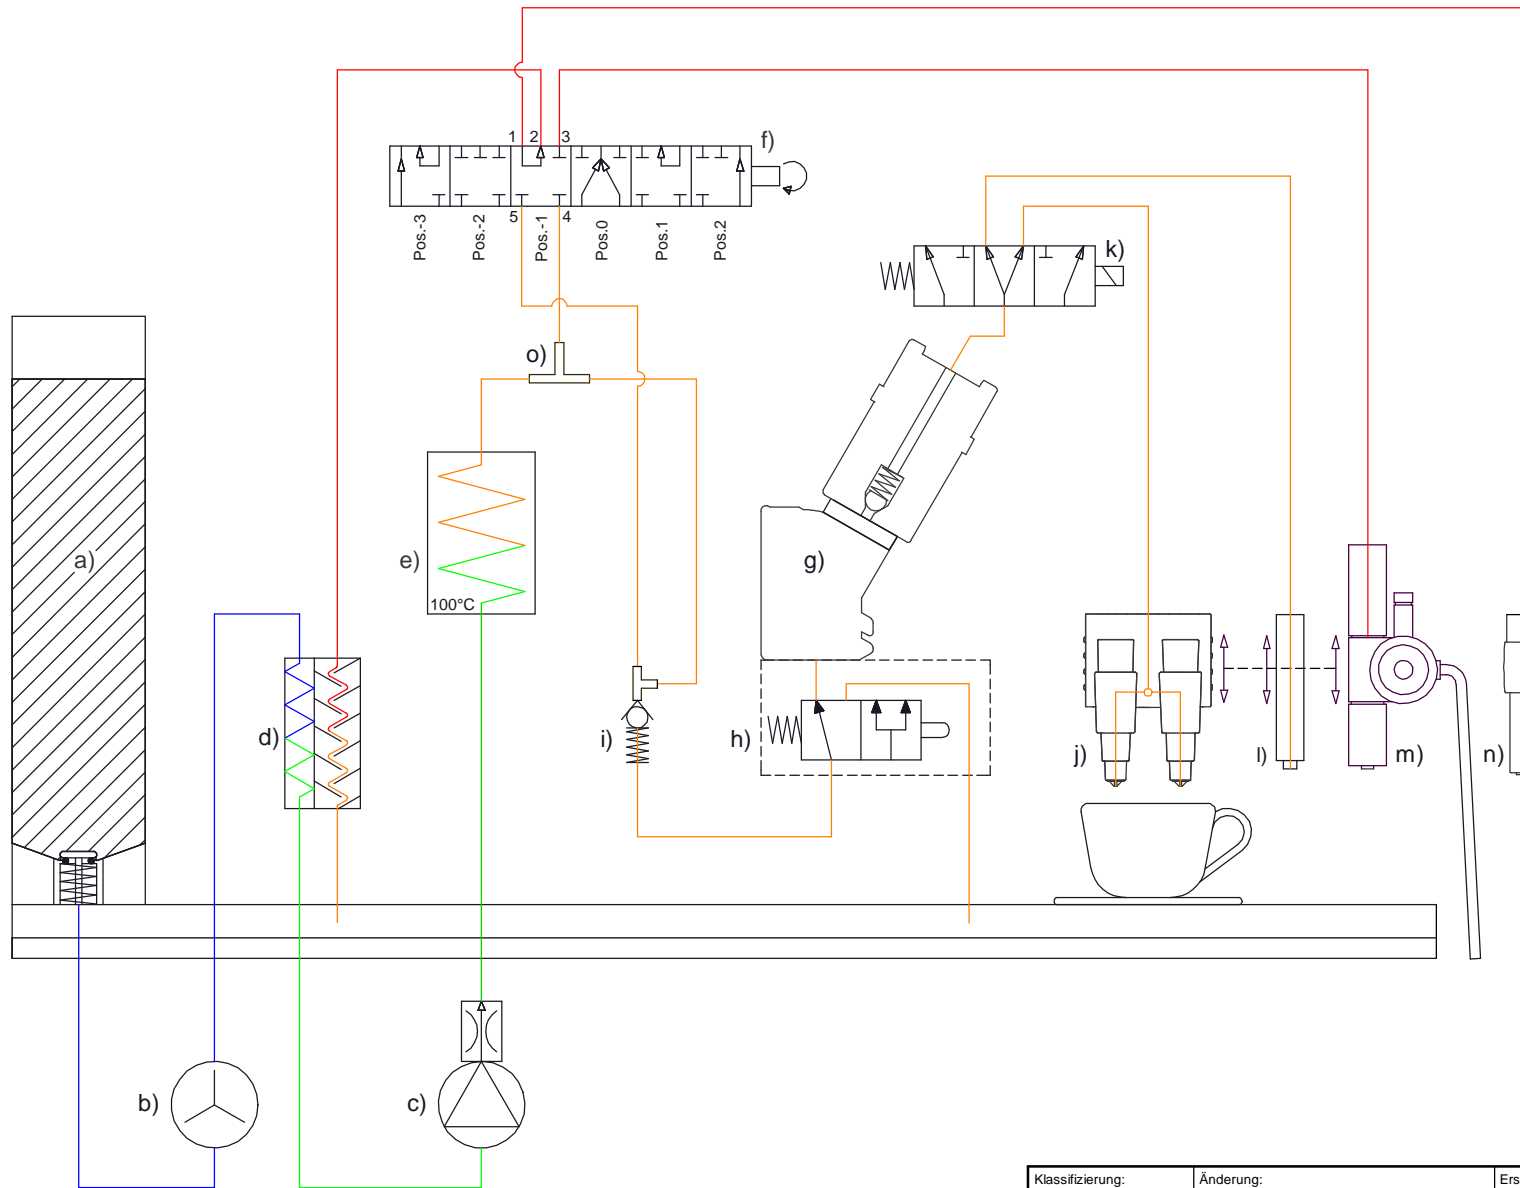 1 2 3
f)
5 4
Pos.-3 Pos.-2 Pos.-1 Pos.0 Pos.1 Pos.2
k)
o)
a)
e)
g)
100°C
d)
i)
h)
j)
l)
m)
n)
b)
c)
Klassifizierung: Änderung: Ers